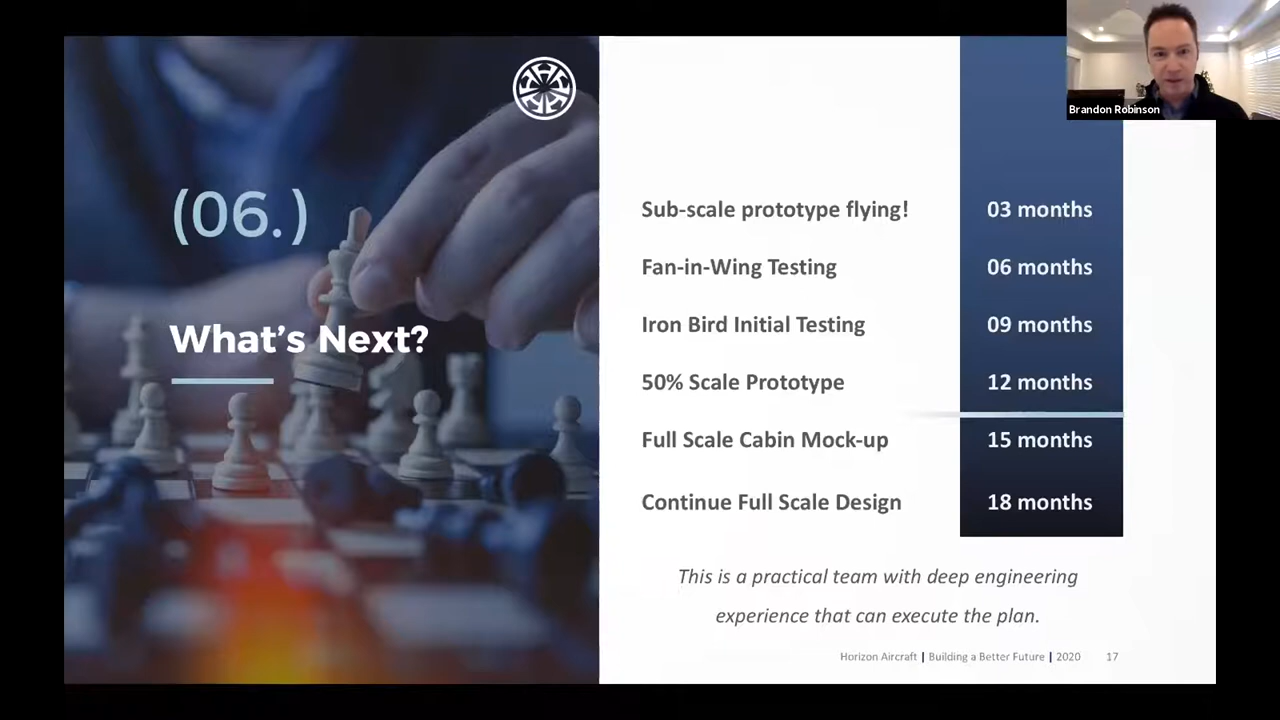 Brandon Robinson
(06.)
What's Next?
Sub-scale prototype flying! 03 months
Fan-in-Wing Testing 06 months
Iron Bird Initial Testing 09 months
50% Scale Prototype 12 months
Full Scale Cabin Mock-up 15 months
Continue Full Scale Design 18 months
This is a practical team with deep engineering
experience that can execute the plan.
Horizon Aircraft | Building a Better Future | 2020 17